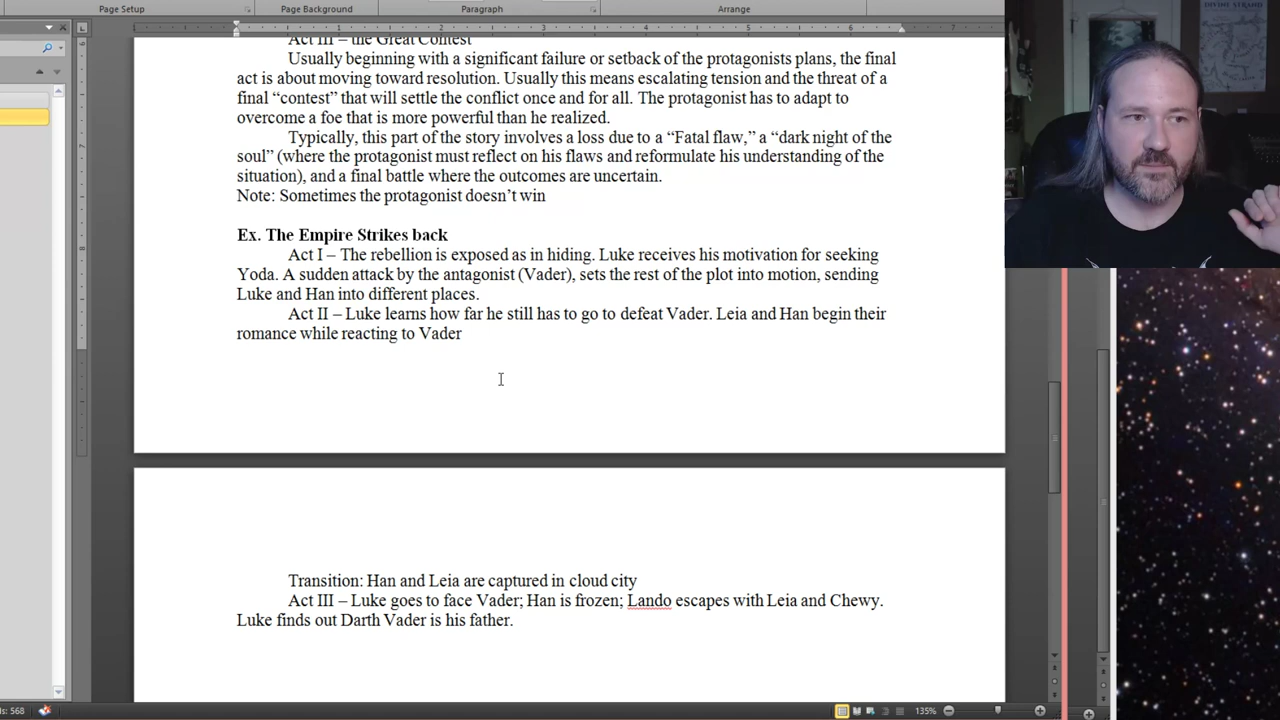 Page Setup
Page Background
Paragraph
Arrange
1
2
3
4
5
6
DIVINE STRAND
Act III – the Great Contest
Usually beginning with a significant failure or setback of the protagonists plans, the final
act is about moving toward resolution. Usually this means escalating tension and the threat of a
final “contest” that will settle the conflict once and for all. The protagonist has to adapt to
overcome a foe that is more powerful than he realized.
Typically, this part of the story involves a loss due to a “Fatal flaw,” a “dark night of the
soul” (where the protagonist must reflect on his flaws and reformulate his understanding of the
situation), and a final battle where the outcomes are uncertain.
Note: Sometimes the protagonist doesn’t win
Ex. The Empire Strikes back
Act I – The rebellion is exposed as in hiding. Luke receives his motivation for seeking
Yoda. A sudden attack by the antagonist (Vader), sets the rest of the plot into motion, sending
Luke and Han into different places.
Act II – Luke learns how far he still has to go to defeat Vader. Leia and Han begin their
romance while reacting to Vader
Transition: Han and Leia are captured in cloud city
Act III – Luke goes to face Vader; Han is frozen; Lando escapes with Leia and Chewy.
Luke finds out Darth Vader is his father.
s: 568
135%